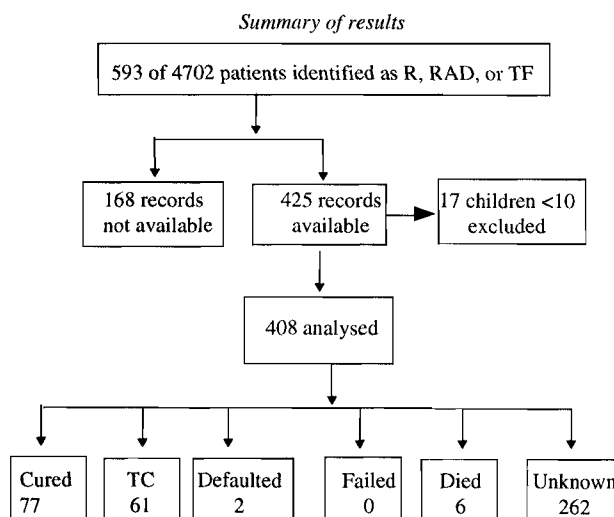 Summary of results
593 of 4702 patients identified as R, RAD, or TF
168 records
not available
425 records
available
17 children <10
excluded
408 analysed
Cured
77
TC
61
Defaulted
2
Failed
0
Died
6
Unknown
262